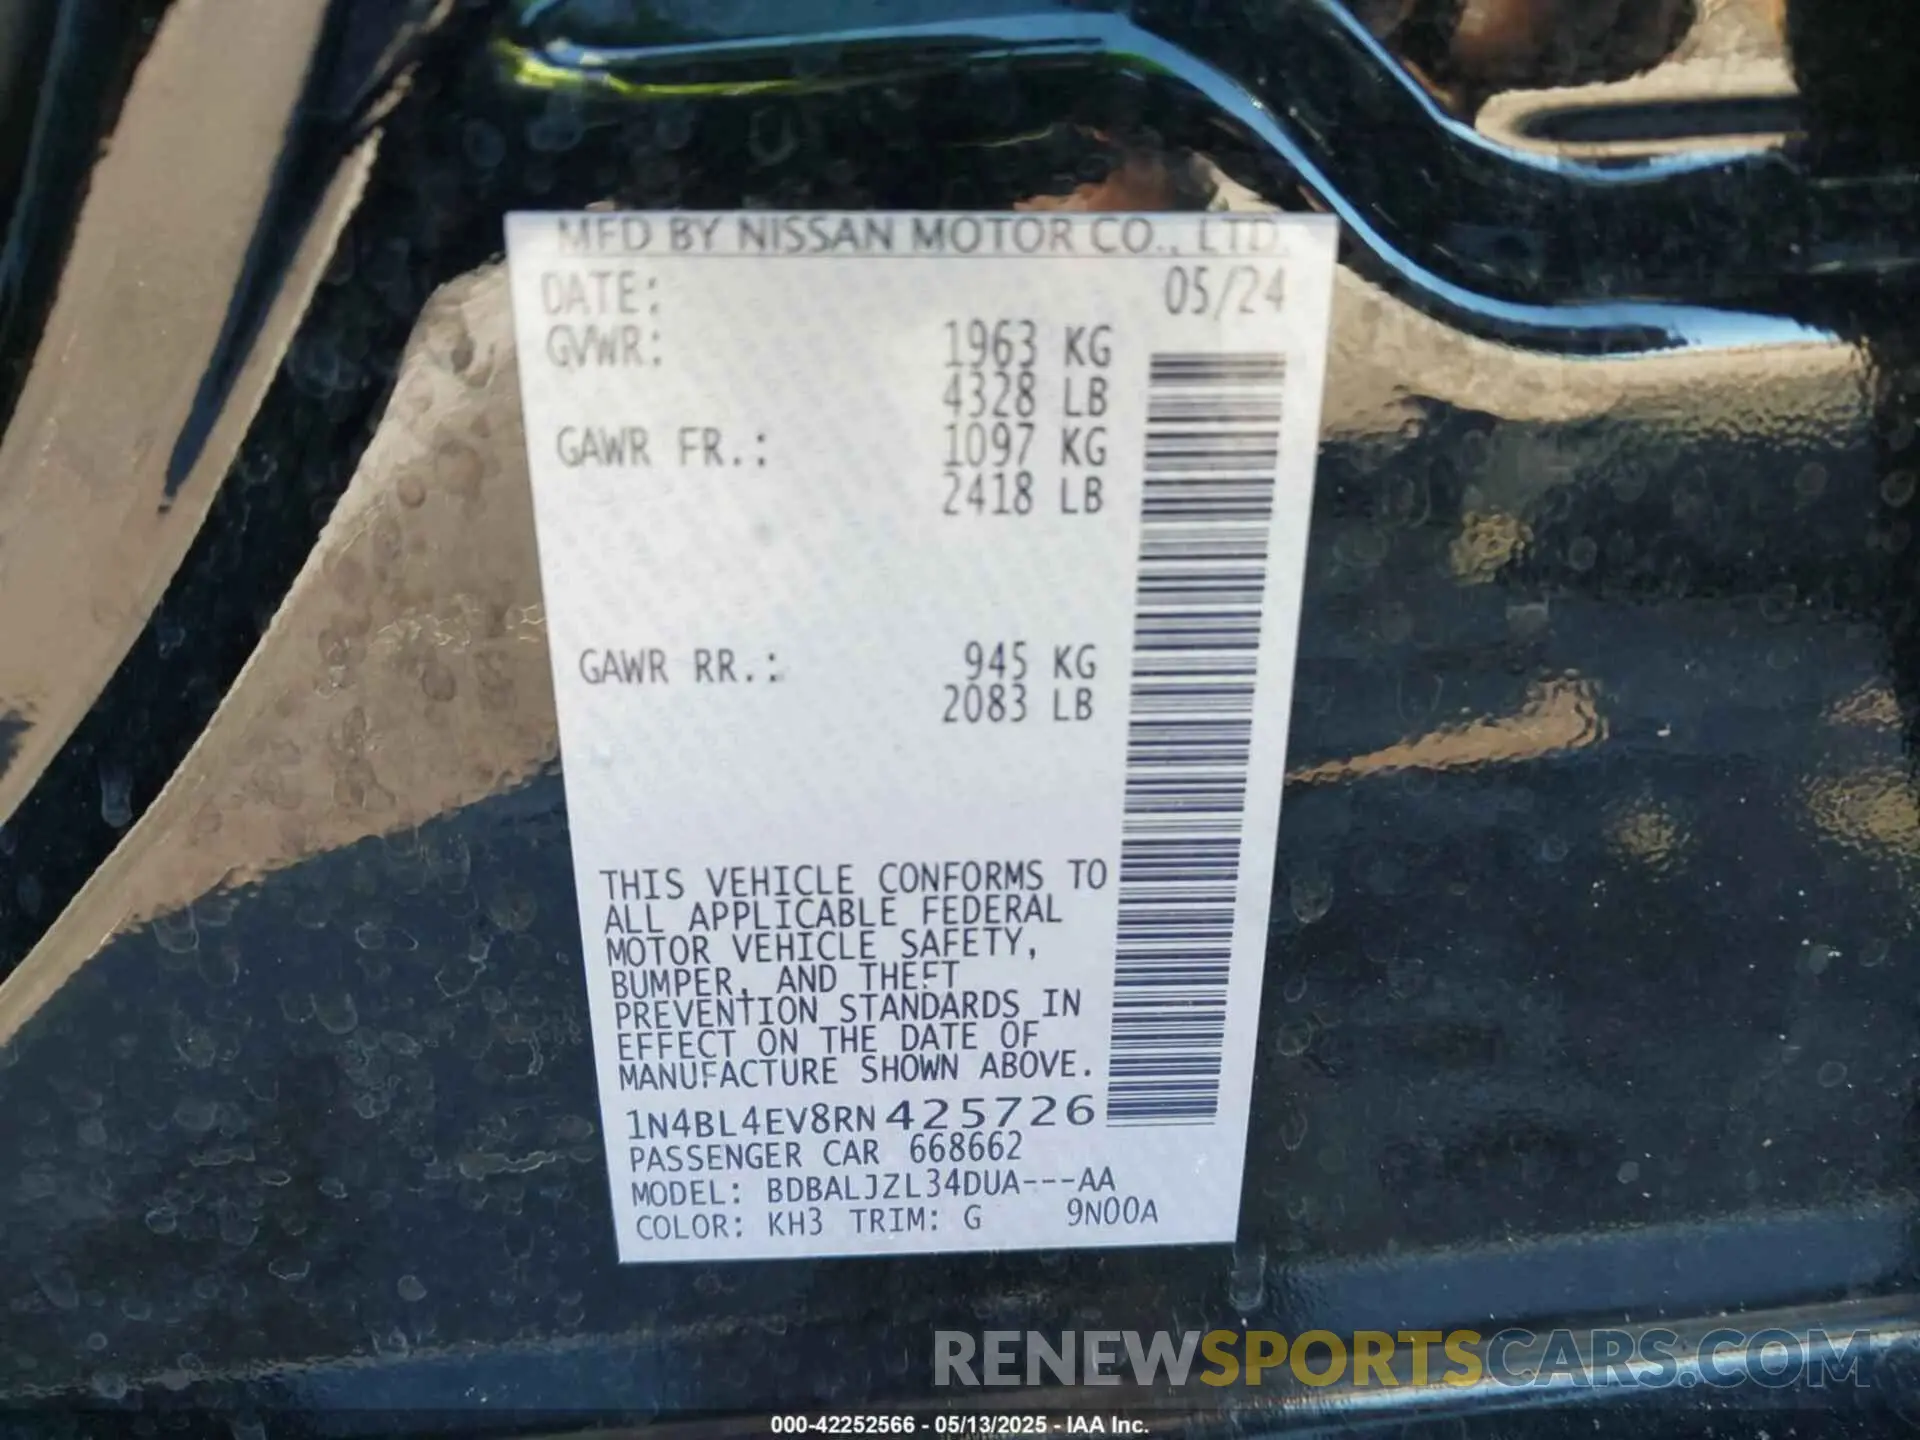 MFD BY NISSAN MOTOR CO., LTD.
DATE: 05/24
GVWR: 1963 KG
4328 LB
GAWR FR.: 1097 KG
2418 LB
GAWR RR.: 945 KG
2083 LB
THIS VEHICLE CONFORMS TO
ALL APPLICABLE FEDERAL
MOTOR VEHICLE SAFETY,
BUMPER, AND THEFT
PREVENTION STANDARDS IN
EFFECT ON THE DATE OF
MANUFACTURE SHOWN ABOVE.
1N4BL4EV8RN425726
PASSENGER CAR 668662
MODEL: BDBALJZL34DUA---AA
COLOR: KH3 TRIM: G 9N00A
RENEWSPORTSCARS.COM
000-42252566 - 05/13/2025 - IAA Inc.